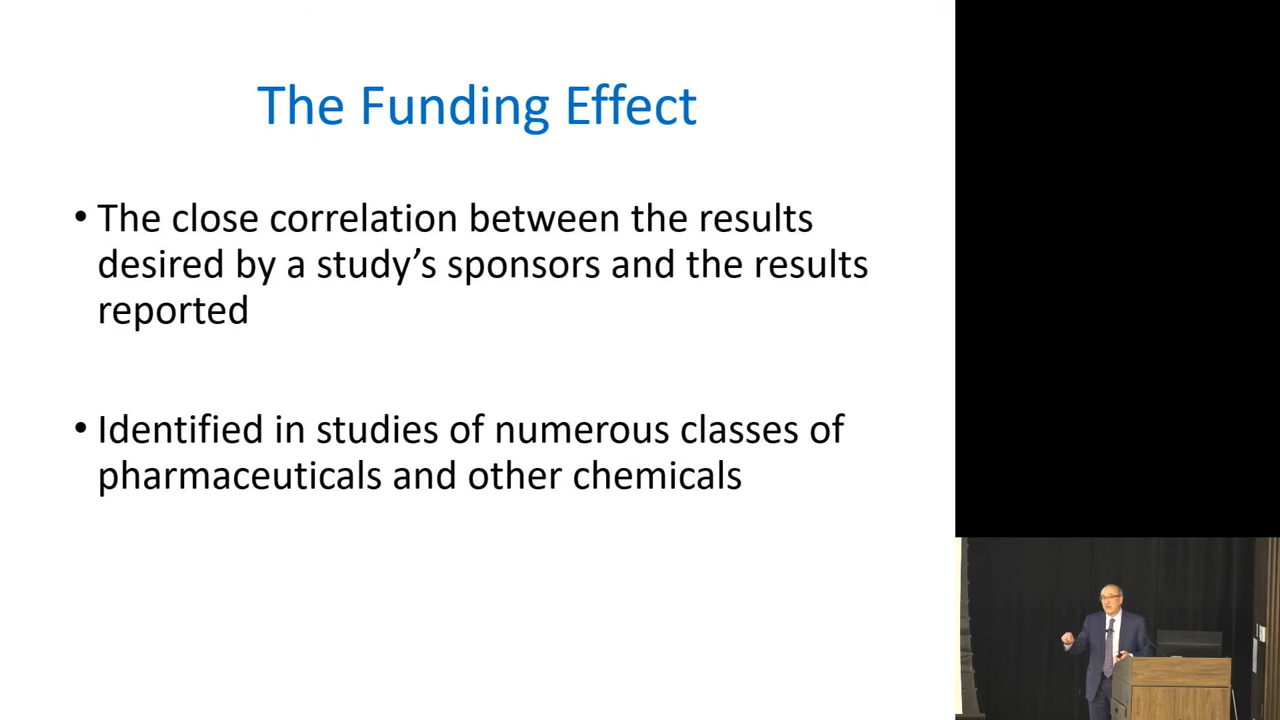 The Funding Effect
• The close correlation between the results
desired by a study’s sponsors and the results
reported
• Identified in studies of numerous classes of
pharmaceuticals and other chemicals